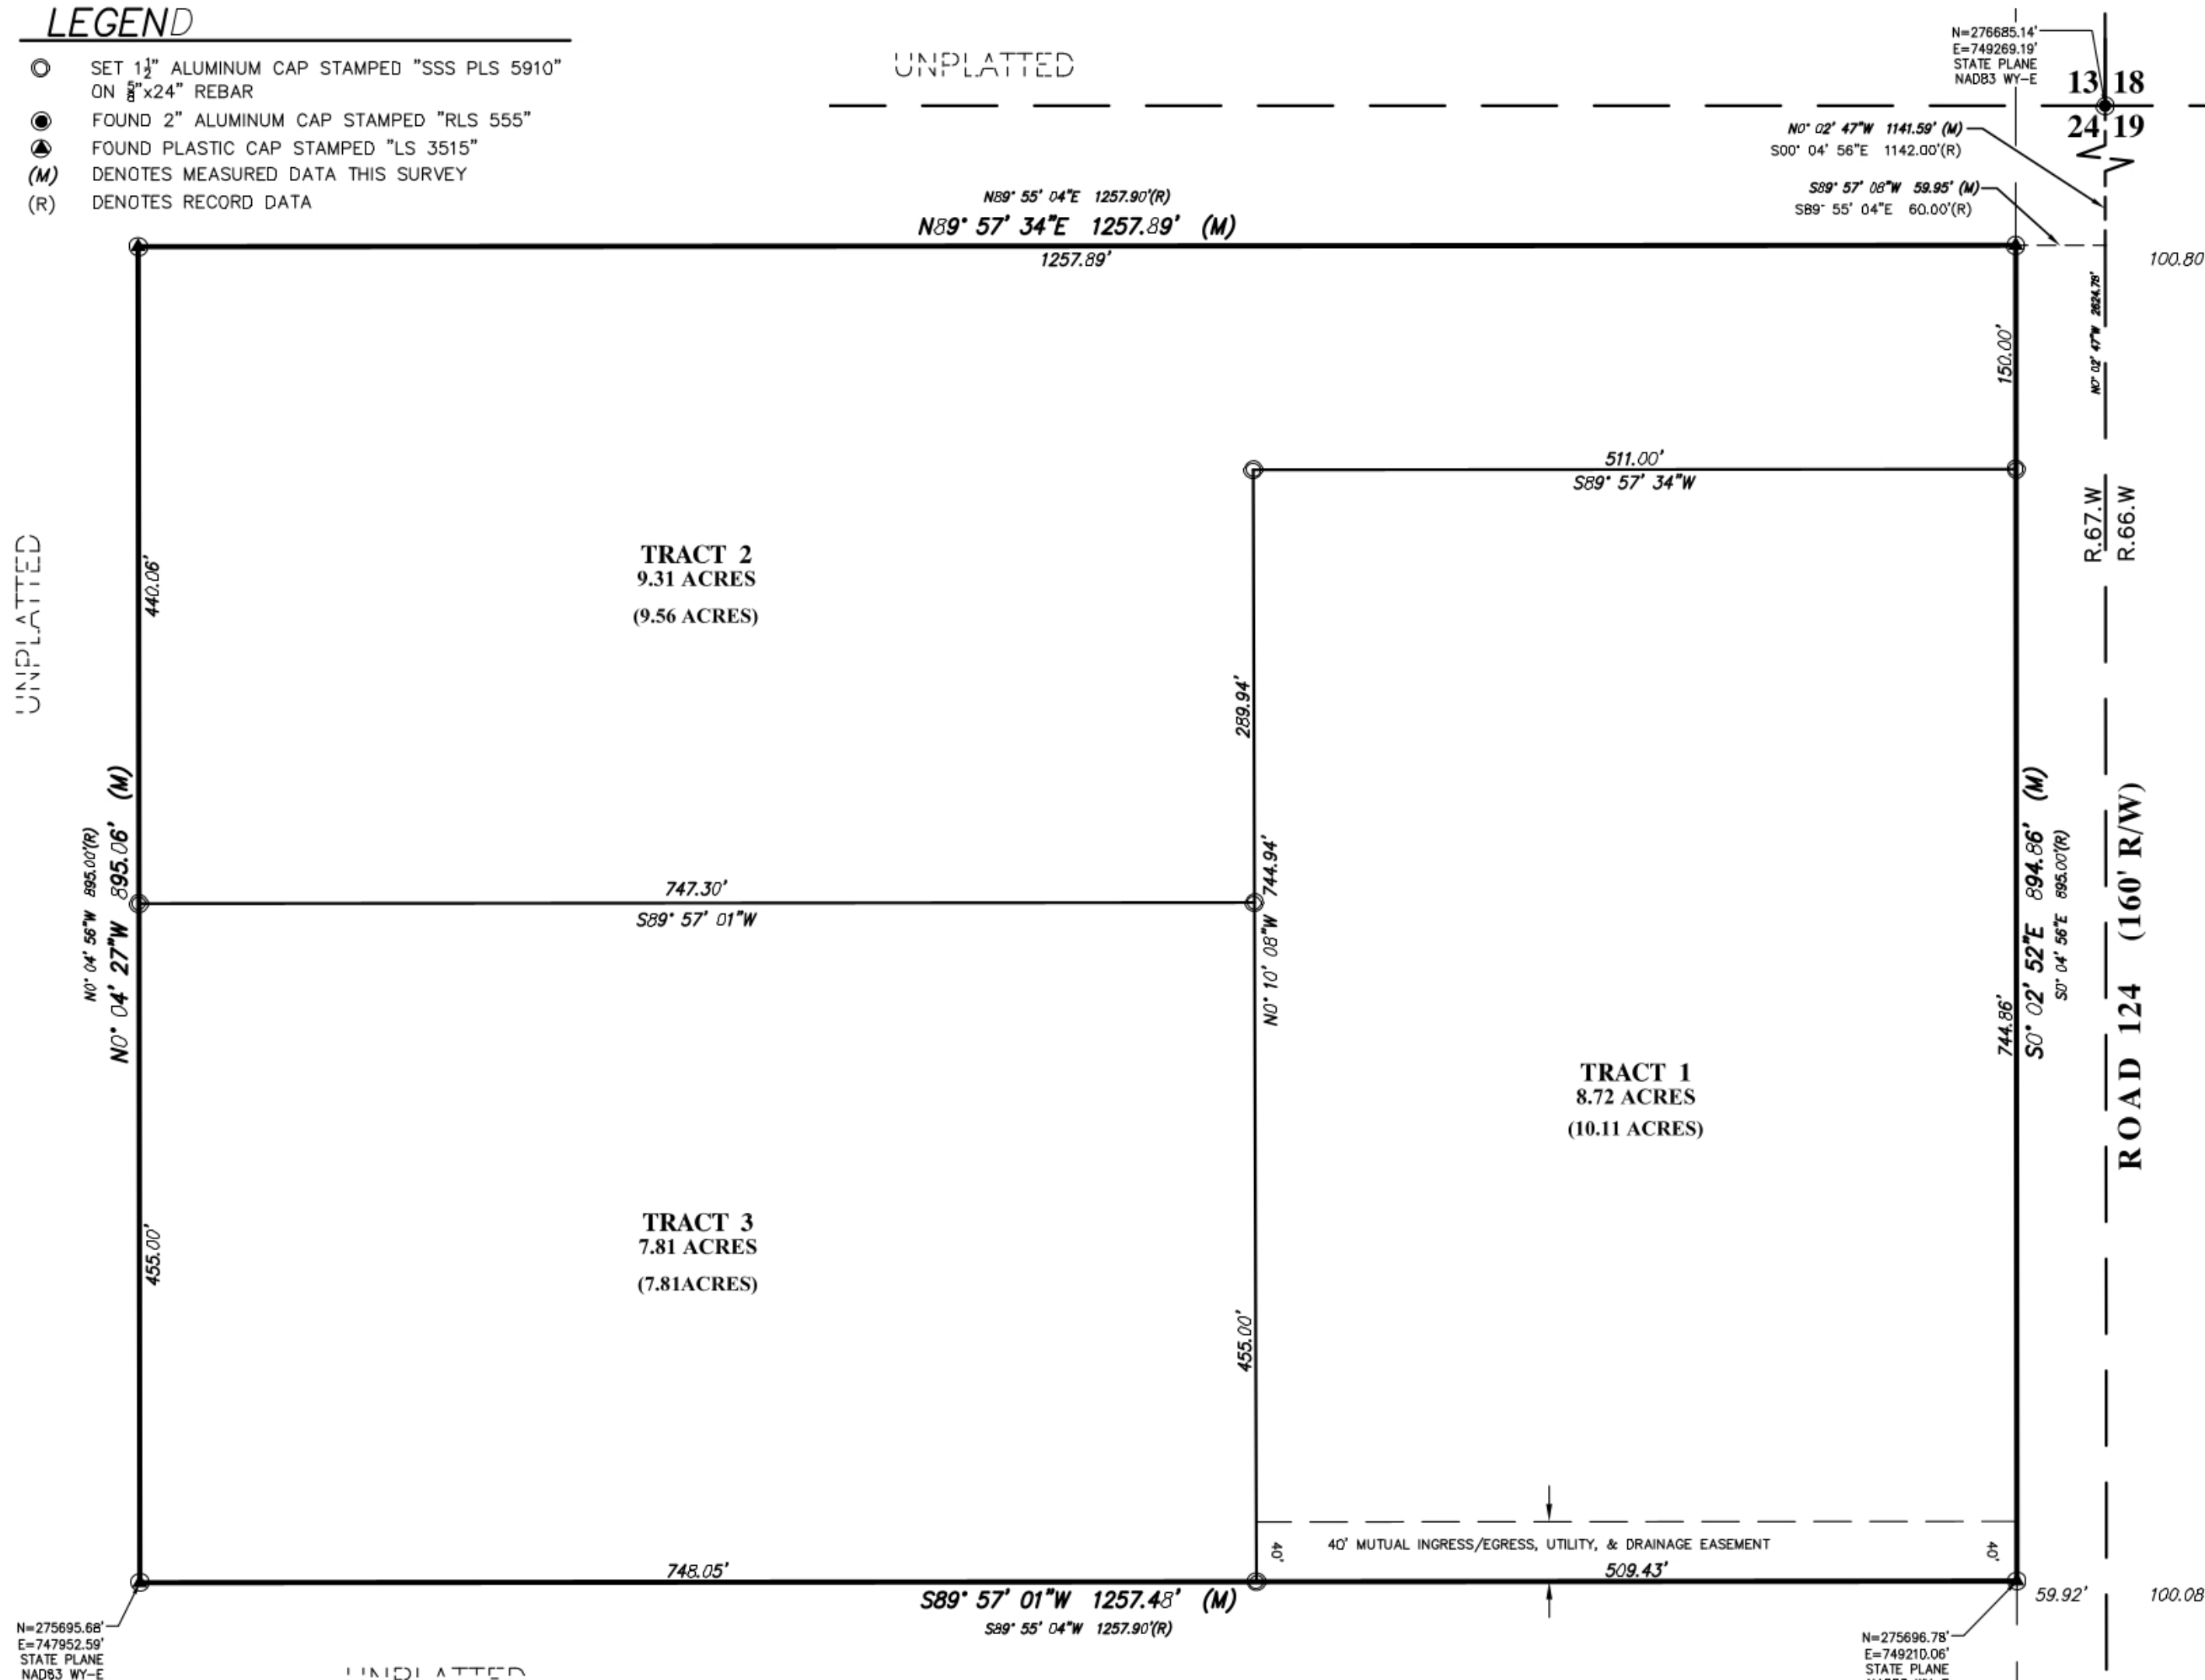 LEGEND
SET 1½" ALUMINUM CAP STAMPED "SSS PLS 5910"
ON ⅝"x24" REBAR
FOUND 2" ALUMINUM CAP STAMPED "RLS 555"
FOUND PLASTIC CAP STAMPED "LS 3515"
(M) DENOTES MEASURED DATA THIS SURVEY
(R) DENOTES RECORD DATA
UNPLATTED
N=276685.14'
E=749269.19'
STATE PLANE
NAD83 WY-E
13 18
24 19
N0° 02' 47"W 1141.59' (M)
S00° 04' 56"E 1142.00'(R)
S89° 57' 08"W 59.95' (M)
S89° 55' 04"E 60.00'(R)
N89° 55' 04"E 1257.90'(R)
N89° 57' 34"E 1257.89' (M)
1257.89'
100.80
N0° 02' 47"W 2624.78'
150.00'
511.00'
S89° 57' 34"W
R.67.W
R.66.W
UNPLATTED
440.06'
TRACT 2
9.31 ACRES
(9.56 ACRES)
289.94'
N0° 04' 56"W 895.00'(R)
N0° 04' 27"W 895.06' (M)
747.30'
S89° 57' 01"W
N0° 10' 08"W 744.94'
744.86'
S0° 02' 52"E 894.86' (M)
S0° 04' 56"E 895.00'(R)
ROAD 124 (160' R/W)
TRACT 1
8.72 ACRES
(10.11 ACRES)
TRACT 3
7.81 ACRES
(7.81ACRES)
455.00'
455.00'
40'
40' MUTUAL INGRESS/EGRESS, UTILITY, & DRAINAGE EASEMENT
40'
748.05'
509.43'
S89° 57' 01"W 1257.48' (M)
S89° 55' 04"W 1257.90'(R)
59.92'
100.08
N=275695.68'
E=747952.59'
STATE PLANE
NAD83 WY-E
UNPLATTED
N=275696.78'
E=749210.06'
STATE PLANE